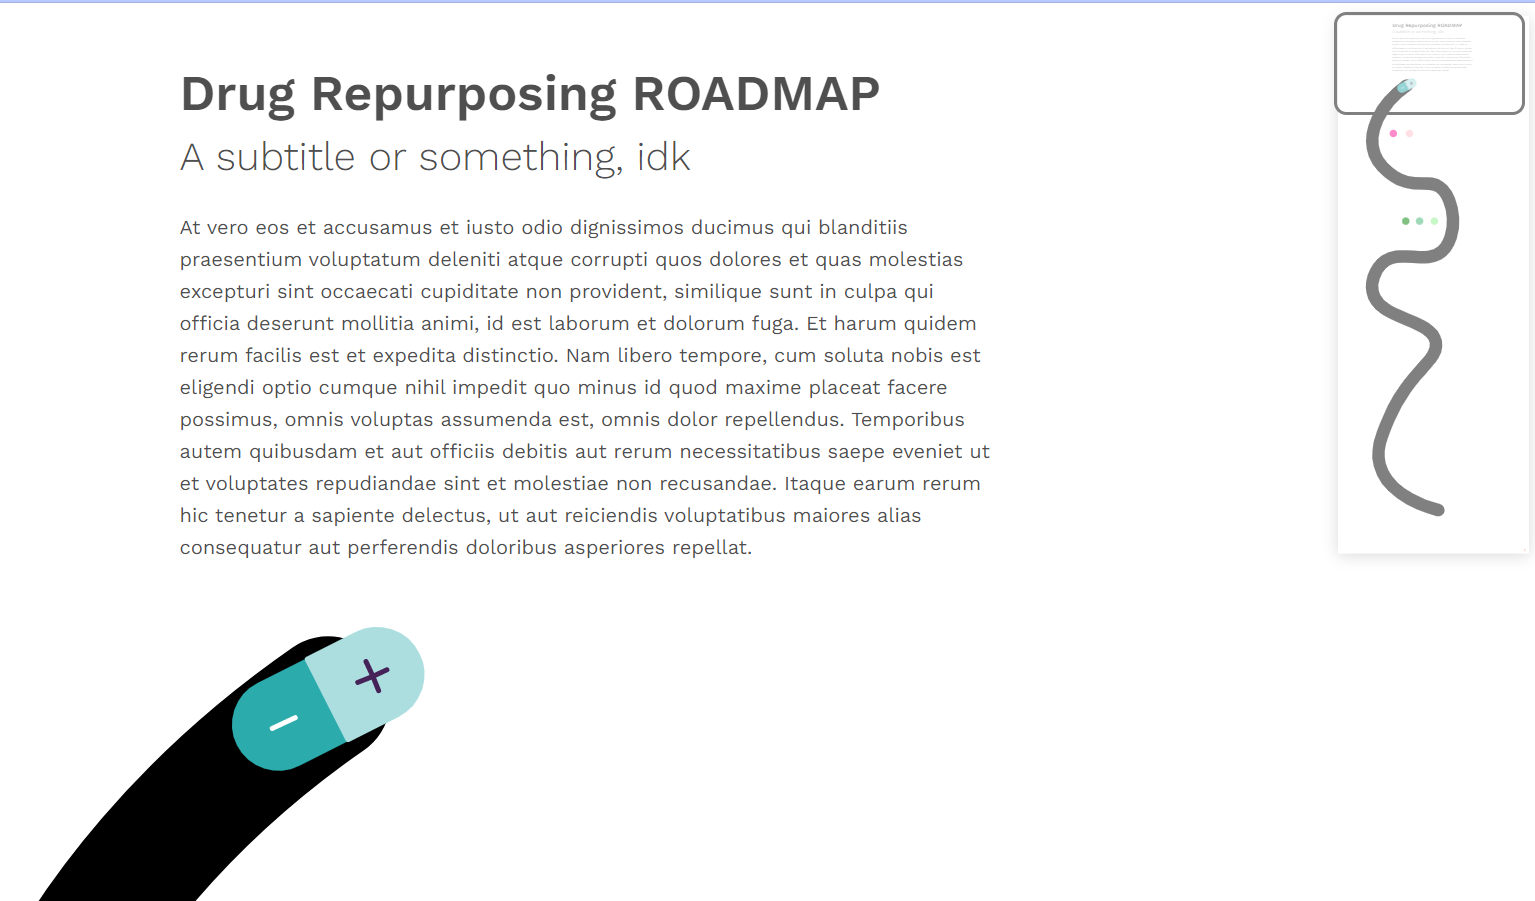 Drug Repurposing ROADMAP
A subtitle or something, idk
At vero eos et accusamus et iusto odio dignissimos ducimus qui blanditiis
praesentium voluptatum deleniti atque corrupti quos dolores et quas molestias
excepturi sint occaecati cupiditate non provident, similique sunt in culpa qui
officia deserunt mollitia animi, id est laborum et dolorum fuga. Et harum quidem
rerum facilis est et expedita distinctio. Nam libero tempore, cum soluta nobis est
eligendi optio cumque nihil impedit quo minus id quod maxime placeat facere
possimus, omnis voluptas assumenda est, omnis dolor repellendus. Temporibus
autem quibusdam et aut officiis debitis aut rerum necessitatibus saepe eveniet ut
et voluptates repudiandae sint et molestiae non recusandae. Itaque earum rerum
hic tenetur a sapiente delectus, ut aut reiciendis voluptatibus maiores alias
consequatur aut perferendis doloribus asperiores repellat.
- +
Drug Repurposing ROADMAP
A subtitle or something, idk